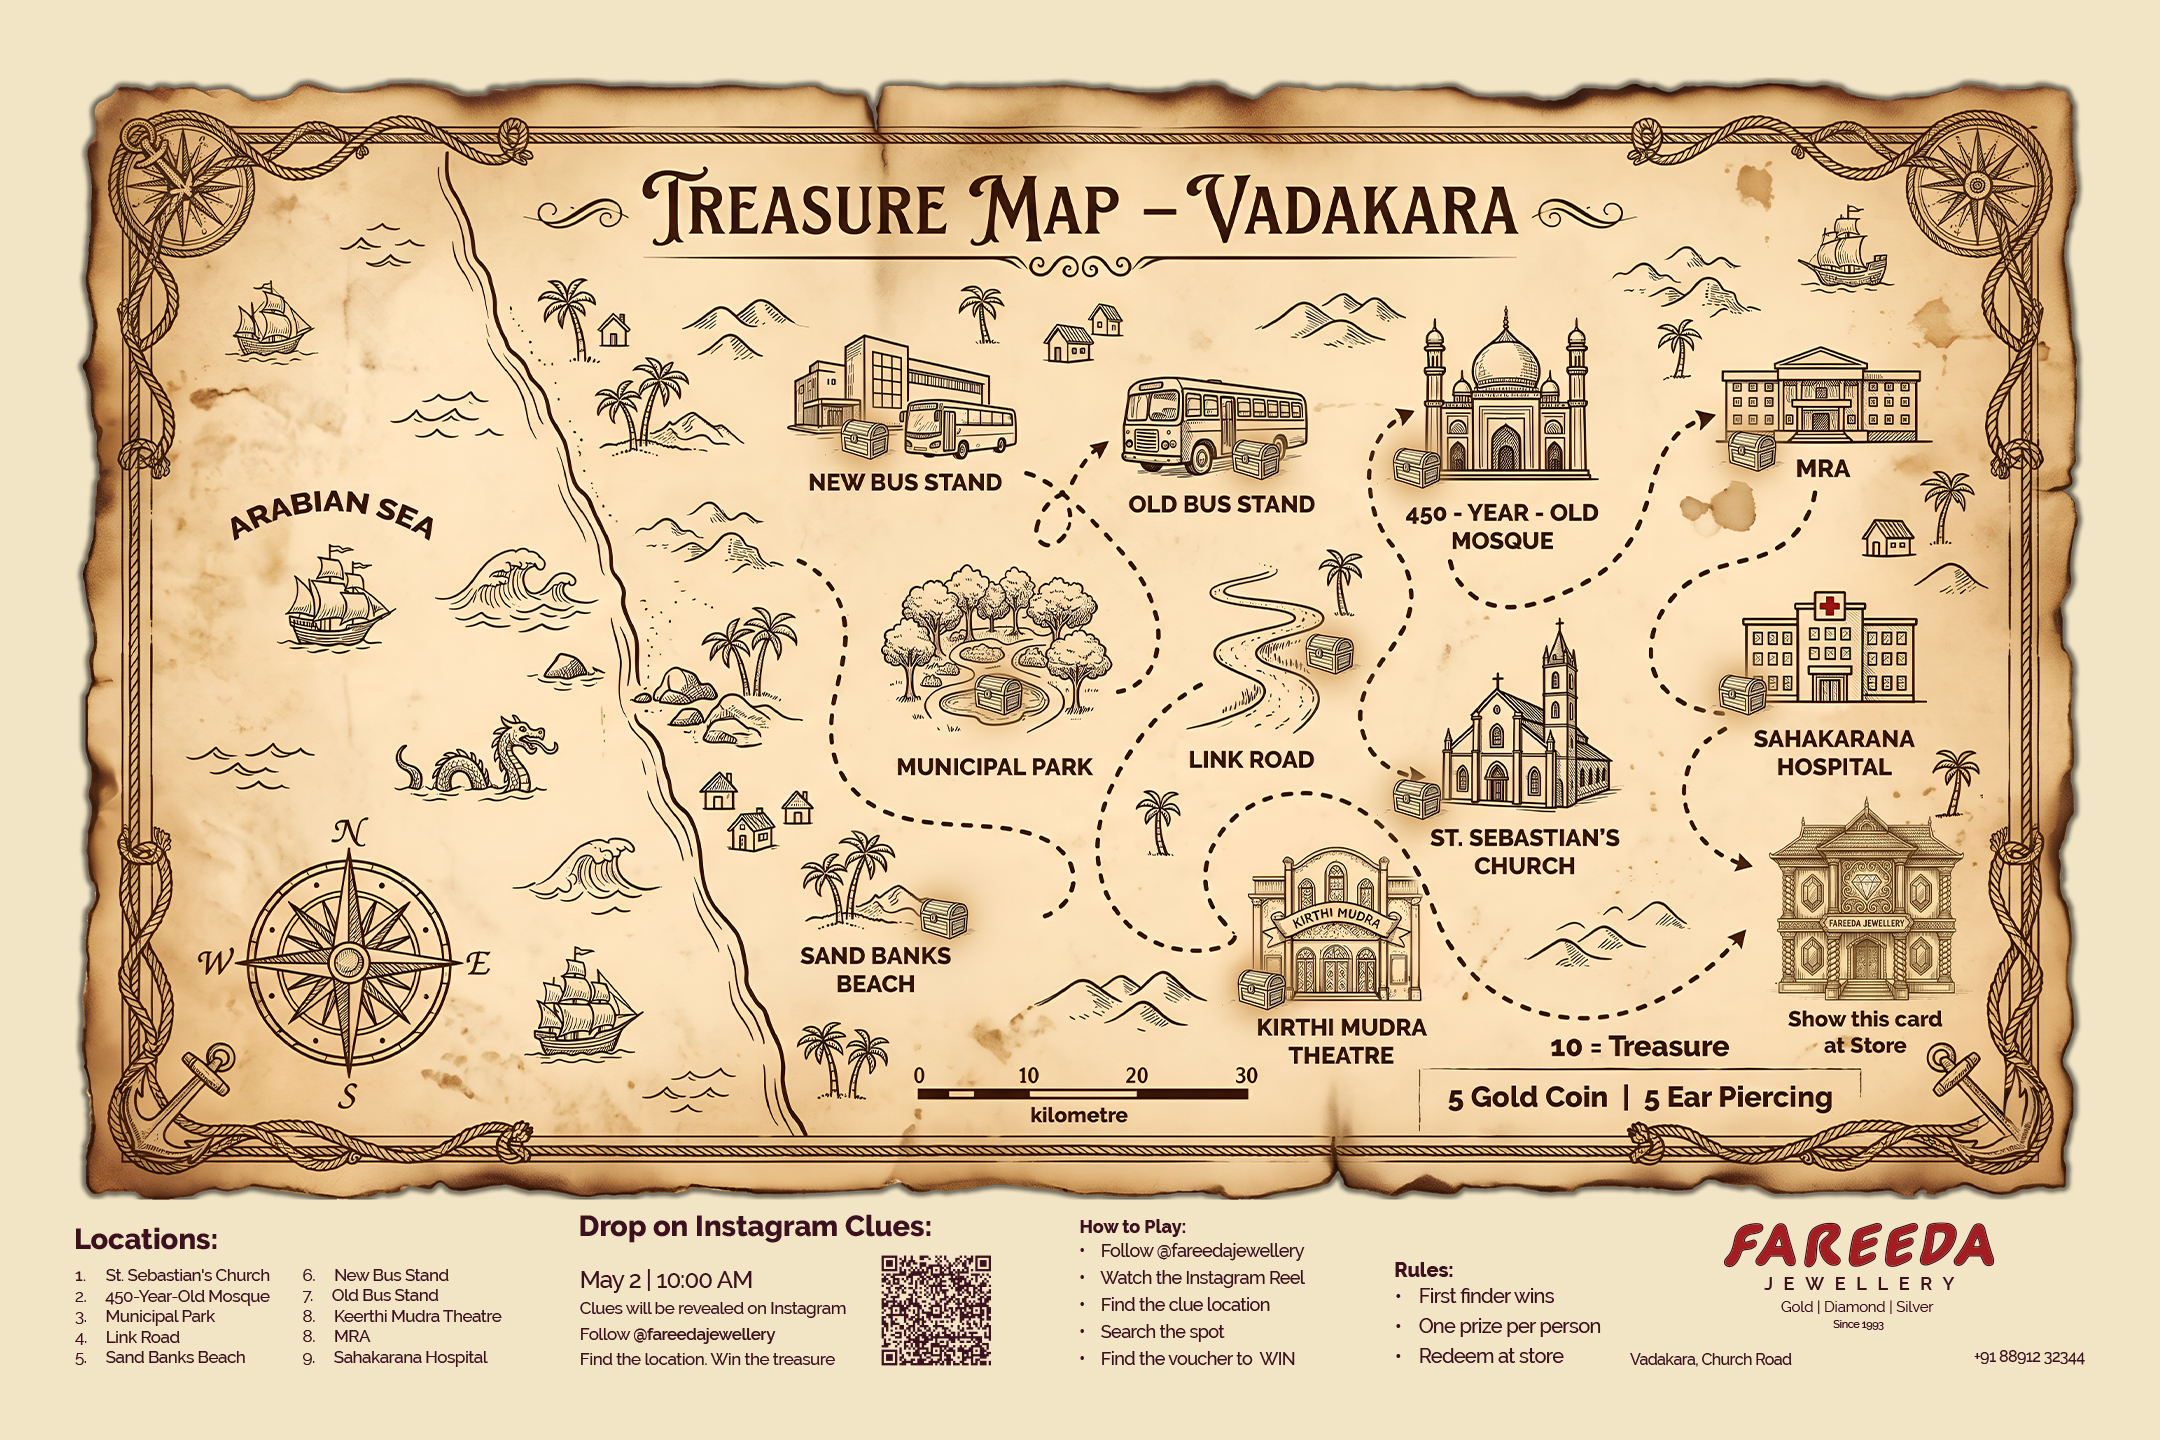 TREASURE MAP – VADAKARA
NEW BUS STAND
OLD BUS STAND
450 - YEAR - OLD
MOSQUE
MRA
ARABIAN SEA
MUNICIPAL PARK
LINK ROAD
ST. SEBASTIAN'S
CHURCH
SAHAKARANA
HOSPITAL
SAND BANKS
BEACH
KIRTHI MUDRA
KIRTHI MUDRA
THEATRE
FAREEDA JEWELLERY
Show this card
at Store
N
W
E
S
0 10 20 30
kilometre
10 = Treasure
5 Gold Coin | 5 Ear Piercing
Locations:
1. St. Sebastian's Church
2. 450-Year-Old Mosque
3. Municipal Park
4. Link Road
5. Sand Banks Beach
6. New Bus Stand
7. Old Bus Stand
8. Keerthi Mudra Theatre
8. MRA
9. Sahakarana Hospital
Drop on Instagram Clues:
May 2 | 10:00 AM
Clues will be revealed on Instagram
Follow @fareedajewellery
Find the location. Win the treasure
How to Play:
• Follow @fareedajewellery
• Watch the Instagram Reel
• Find the clue location
• Search the spot
• Find the voucher to WIN
Rules:
• First finder wins
• One prize per person
• Redeem at store
FAREEDA
JEWELLERY
Gold | Diamond | Silver
Since 1993
Vadakara, Church Road
+91 88912 32344